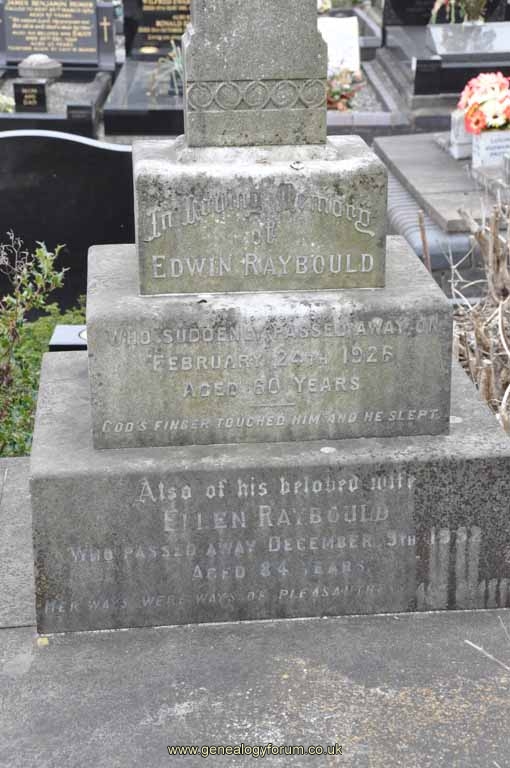 In Loving Memory
of
EDWIN RAYBOULD
WHO SUDDENLY PASSED AWAY ON
FEBRUARY 24TH 1926
AGED 60 YEARS
GOD'S FINGER TOUCHED HIM AND HE SLEPT.
Also of his beloved wife
ELLEN RAYBOULD
WHO PASSED AWAY DECEMBER 9TH
AGED 84 YEARS
HER WAYS WERE WAYS OF
www.genealogyforum.co.uk